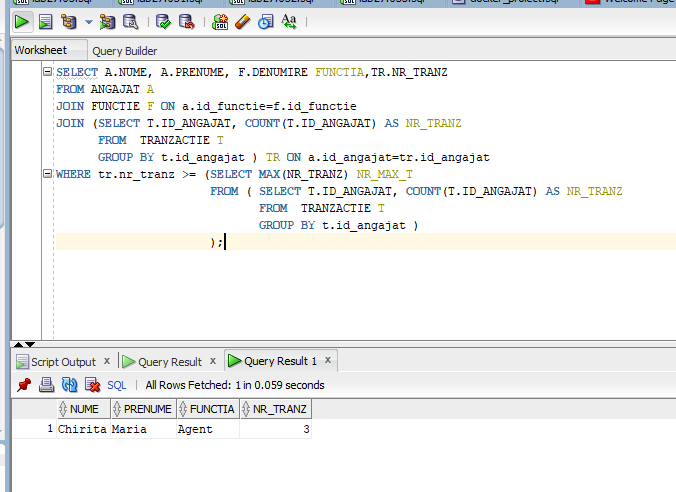 Worksheet Query Builder
SELECT A.NUME, A.PRENUME, F.DENUMIRE FUNCTIA,TR.NR_TRANZ
FROM ANGAJAT A
JOIN FUNCTIE F ON a.id_functie=f.id_functie
JOIN (SELECT T.ID_ANGAJAT, COUNT(T.ID_ANGAJAT) AS NR_TRANZ
FROM TRANZACTIE T
GROUP BY t.id_angajat ) TR ON a.id_angajat=tr.id_angajat
WHERE tr.nr_tranz >= (SELECT MAX(NR_TRANZ) NR_MAX_T
FROM ( SELECT T.ID_ANGAJAT, COUNT(T.ID_ANGAJAT) AS NR_TRANZ
FROM TRANZACTIE T
GROUP BY t.id_angajat )
);
Script Output x Query Result x Query Result 1 x
SQL | All Rows Fetched: 1 in 0.059 seconds
NUME PRENUME FUNCTIA NR_TRANZ
1 Chirita Maria Agent 3